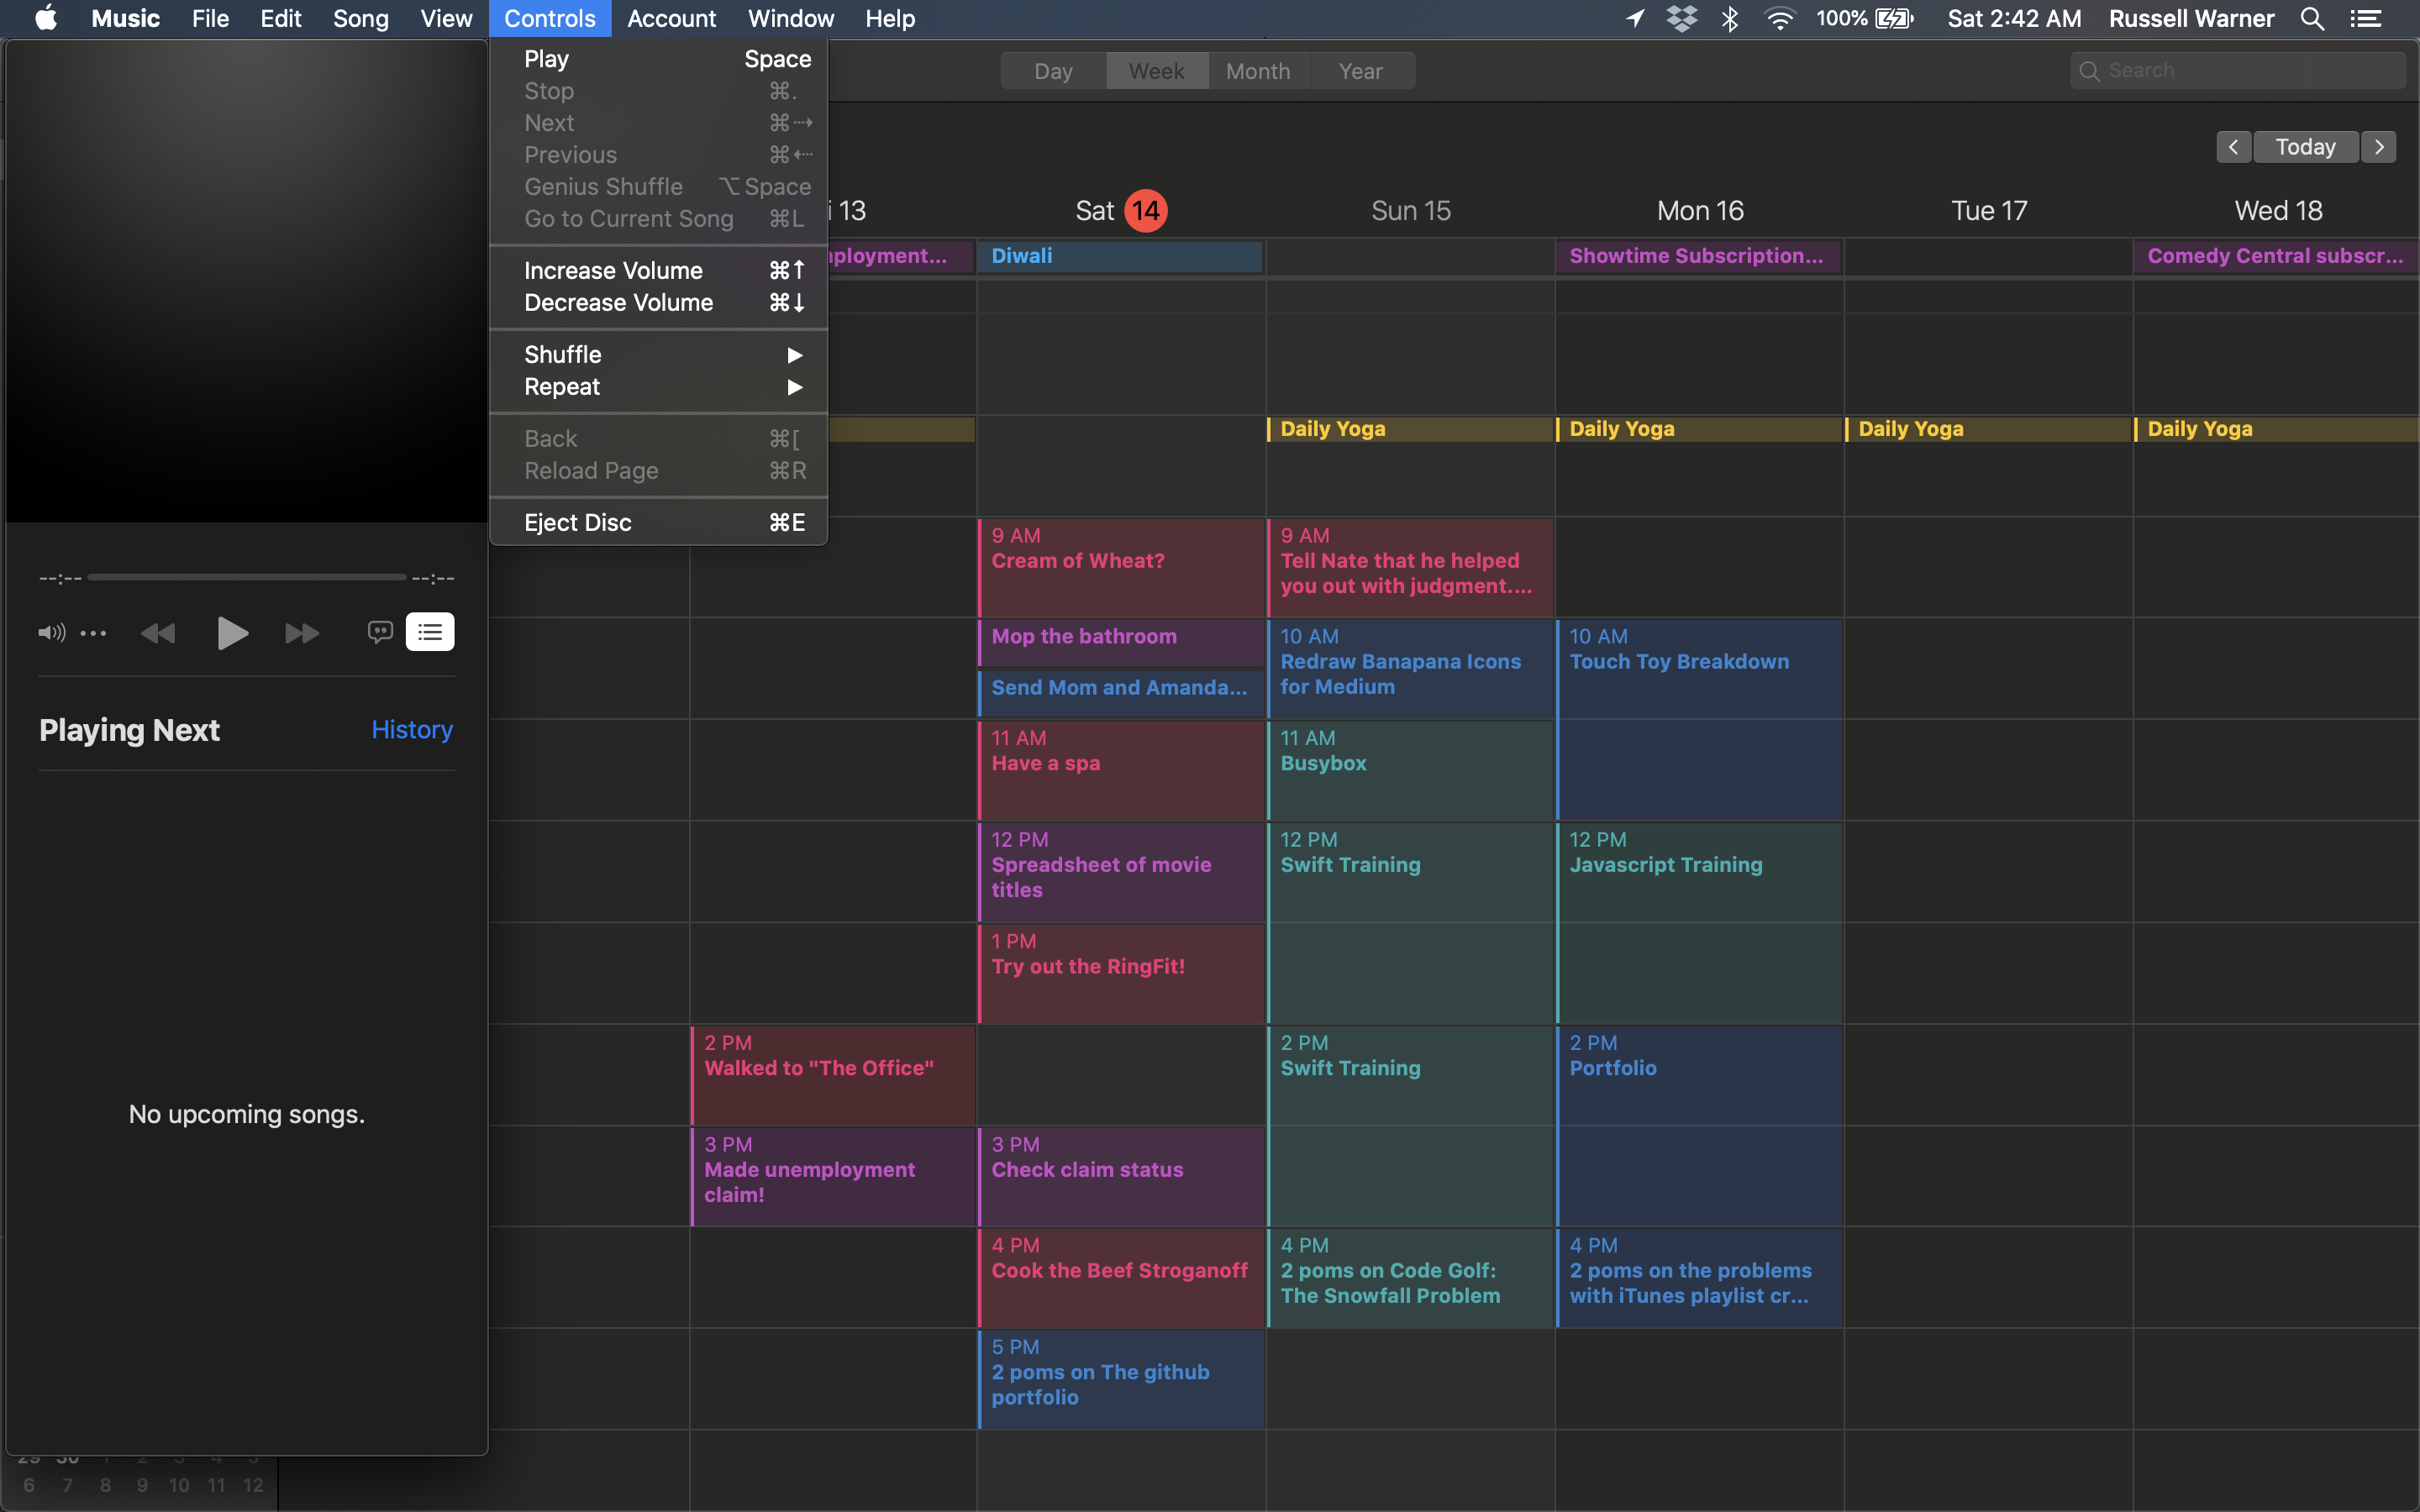 Music File Edit Song View Controls Account Window Help 100% Sat 2:42 AM Russell Warner
Play Space
Stop ⌘.
Next ⌘⇢
Previous ⌘⇠
Genius Shuffle ⌥Space
Go to Current Song ⌘L
Increase Volume ⌘↑
Decrease Volume ⌘↓
Shuffle ▶
Repeat ▶
Back ⌘[
Reload Page ⌘R
Eject Disc ⌘E
--:-- --:--
Playing Next History
No upcoming songs.
Day Week Month Year Search
Today
i 13 Sat 14 Sun 15 Mon 16 Tue 17 Wed 18
ployment... Diwali Showtime Subscription... Comedy Central subscr...
Daily Yoga Daily Yoga Daily Yoga Daily Yoga
2 PM
Walked to "The Office"
3 PM
Made unemployment
claim!
9 AM
Cream of Wheat?
Mop the bathroom
Send Mom and Amanda...
11 AM
Have a spa
12 PM
Spreadsheet of movie
titles
1 PM
Try out the RingFit!
3 PM
Check claim status
4 PM
Cook the Beef Stroganoff
5 PM
2 poms on The github
portfolio
9 AM
Tell Nate that he helped
you out with judgment....
10 AM
Redraw Banapana Icons
for Medium
11 AM
Busybox
12 PM
Swift Training
2 PM
Swift Training
4 PM
2 poms on Code Golf:
The Snowfall Problem
10 AM
Touch Toy Breakdown
12 PM
Javascript Training
2 PM
Portfolio
4 PM
2 poms on the problems
with iTunes playlist cr...
29 30 1 2 3 4 5
6 7 8 9 10 11 12